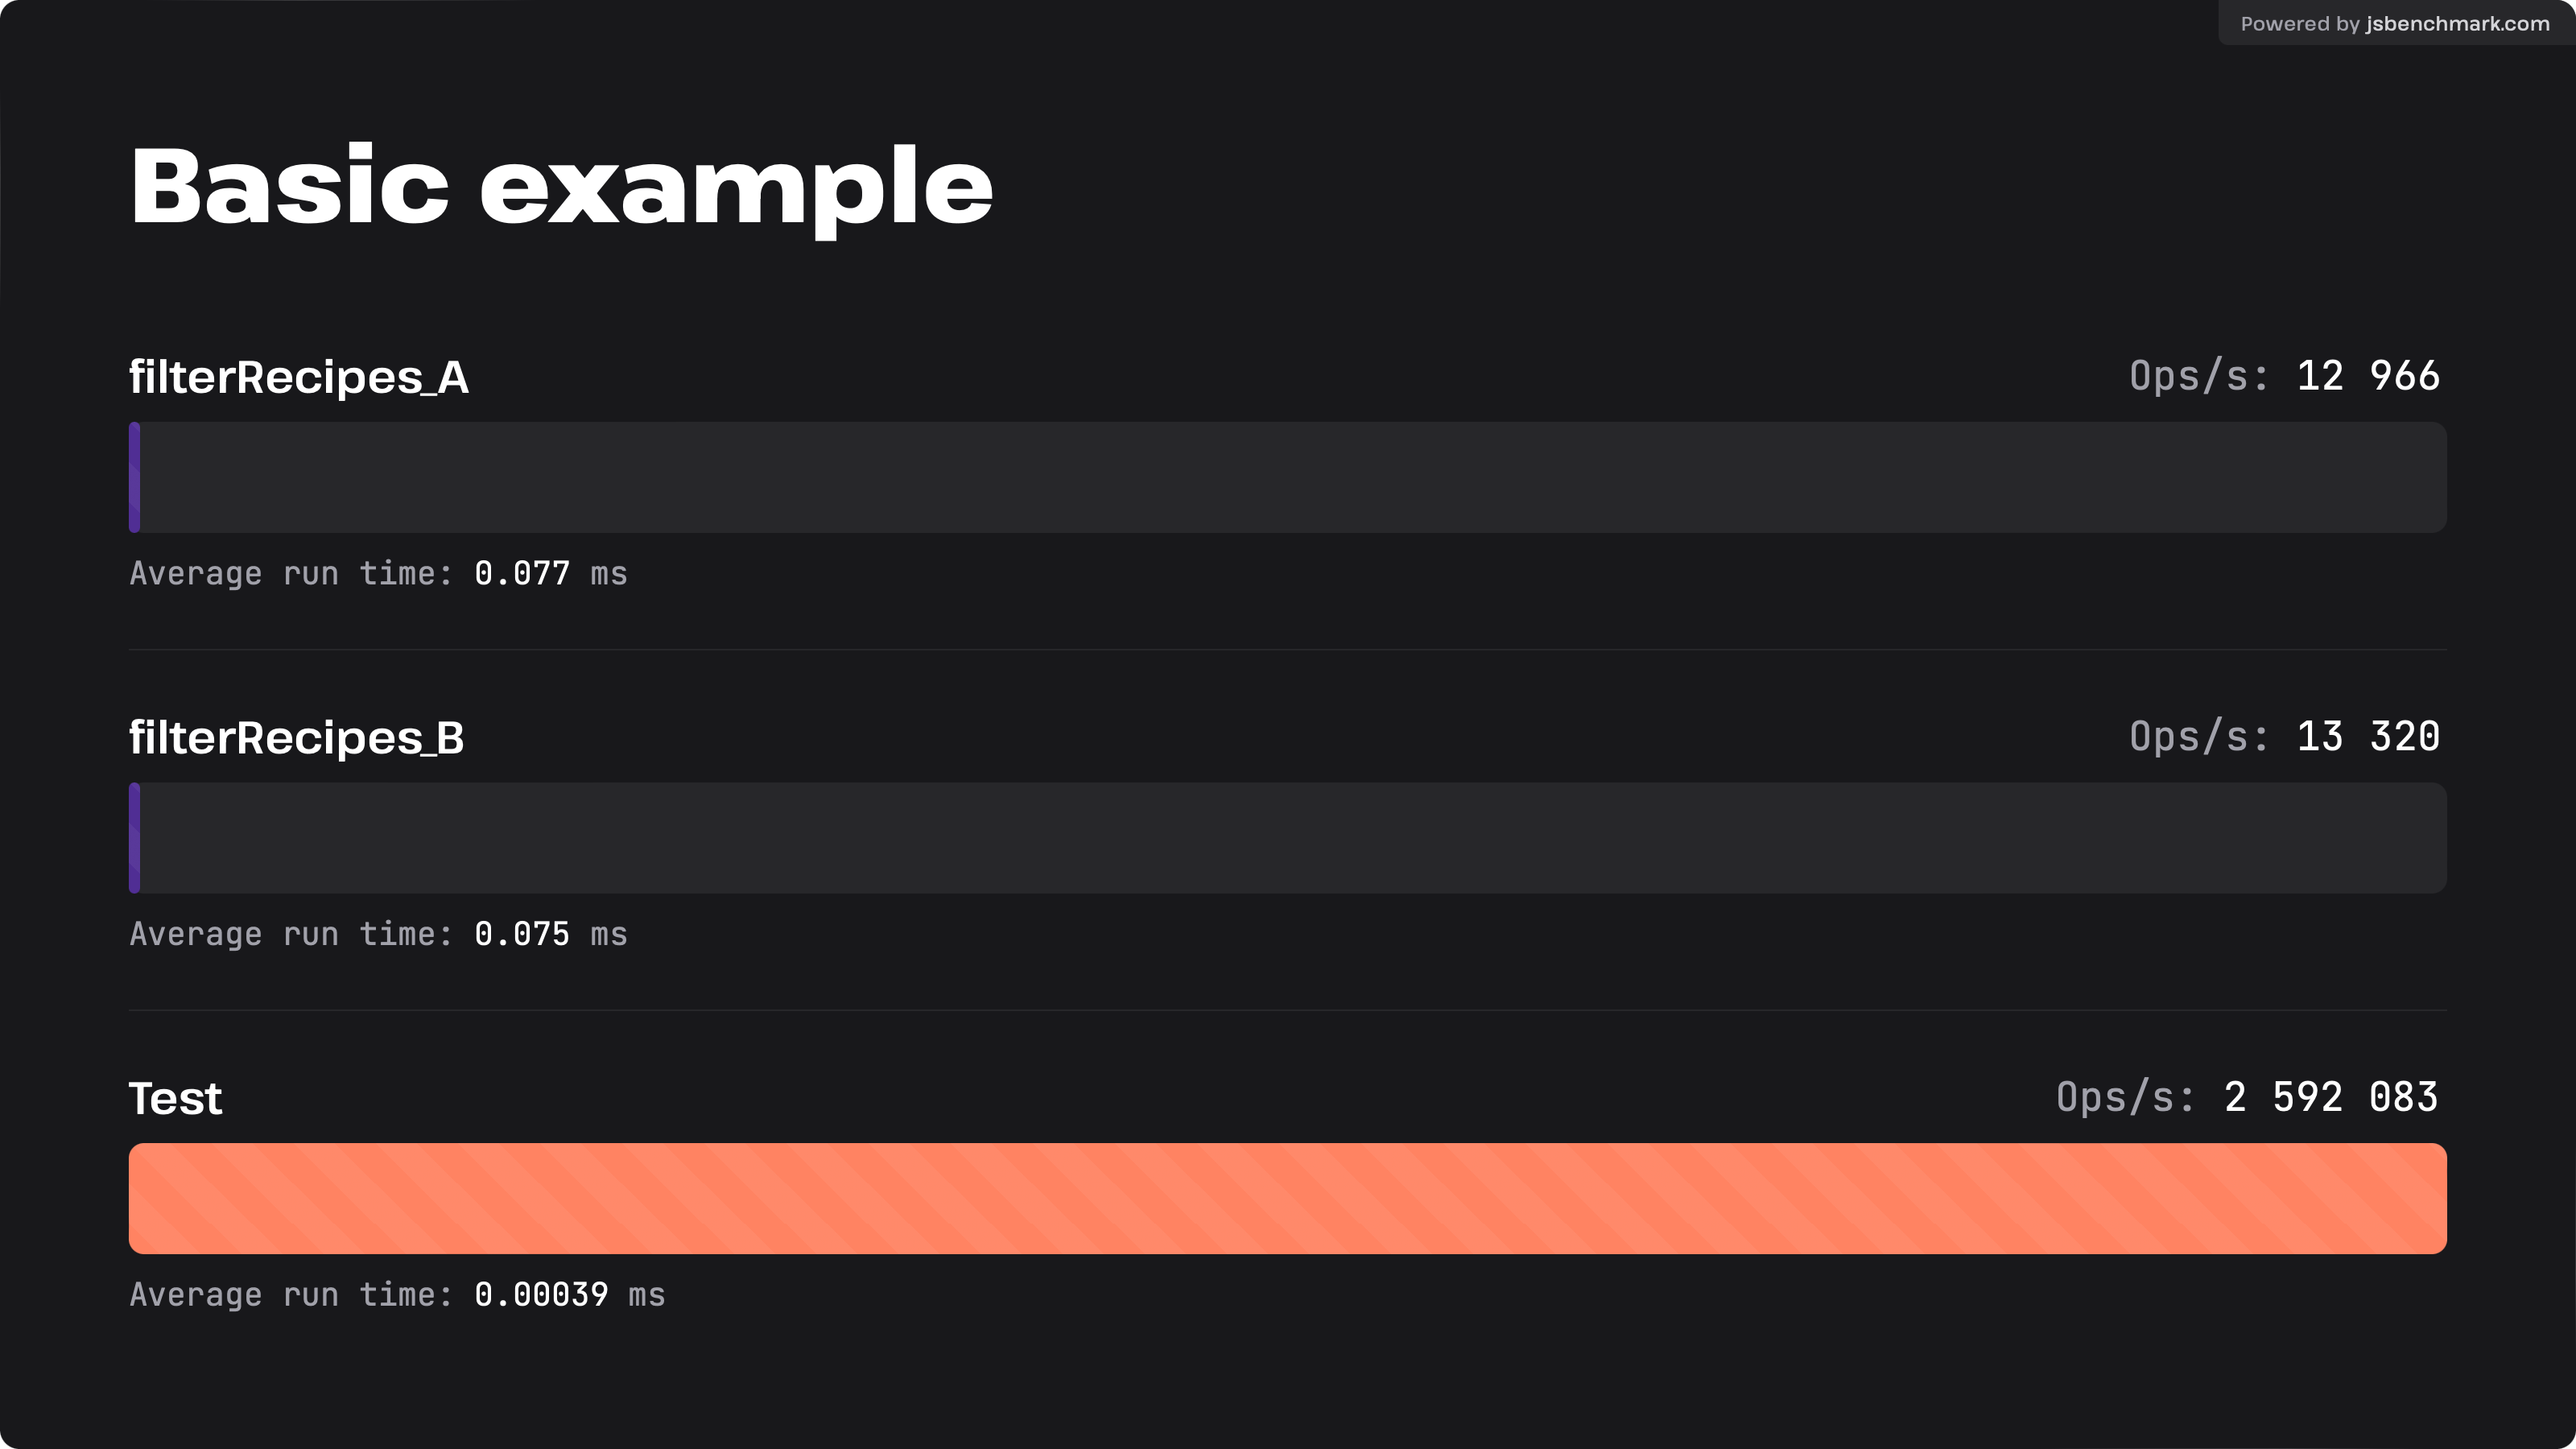 Powered by jsbenchmark.com
Basic example
filterRecipes_A
Ops/s: 12 966
Average run time: 0.077 ms
filterRecipes_B
Ops/s: 13 320
Average run time: 0.075 ms
Test
Ops/s: 2 592 083
Average run time: 0.00039 ms